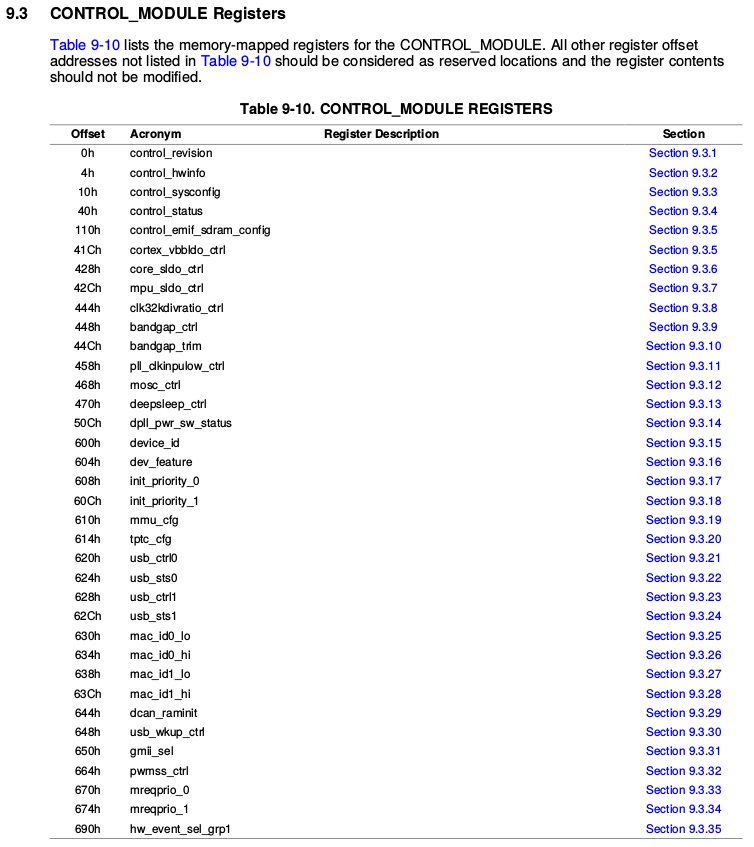 9.3 CONTROL_MODULE Registers
Table 9-10 lists the memory-mapped registers for the CONTROL_MODULE. All other register offset
addresses not listed in Table 9-10 should be considered as reserved locations and the register contents
should not be modified.
Table 9-10. CONTROL_MODULE REGISTERS
Offset Acronym Register Description Section
0h control_revision Section 9.3.1
4h control_hwinfo Section 9.3.2
10h control_sysconfig Section 9.3.3
40h control_status Section 9.3.4
110h control_emif_sdram_config Section 9.3.5
41Ch cortex_vbbldo_ctrl Section 9.3.5
428h core_sldo_ctrl Section 9.3.6
42Ch mpu_sldo_ctrl Section 9.3.7
444h clk32kdivratio_ctrl Section 9.3.8
448h bandgap_ctrl Section 9.3.9
44Ch bandgap_trim Section 9.3.10
458h pll_clkinpulow_ctrl Section 9.3.11
468h mosc_ctrl Section 9.3.12
470h deepsleep_ctrl Section 9.3.13
50Ch dpll_pwr_sw_status Section 9.3.14
600h device_id Section 9.3.15
604h dev_feature Section 9.3.16
608h init_priority_0 Section 9.3.17
60Ch init_priority_1 Section 9.3.18
610h mmu_cfg Section 9.3.19
614h tptc_cfg Section 9.3.20
620h usb_ctrl0 Section 9.3.21
624h usb_sts0 Section 9.3.22
628h usb_ctrl1 Section 9.3.23
62Ch usb_sts1 Section 9.3.24
630h mac_id0_lo Section 9.3.25
634h mac_id0_hi Section 9.3.26
638h mac_id1_lo Section 9.3.27
63Ch mac_id1_hi Section 9.3.28
644h dcan_raminit Section 9.3.29
648h usb_wkup_ctrl Section 9.3.30
650h gmii_sel Section 9.3.31
664h pwmss_ctrl Section 9.3.32
670h mreqprio_0 Section 9.3.33
674h mreqprio_1 Section 9.3.34
690h hw_event_sel_grp1 Section 9.3.35